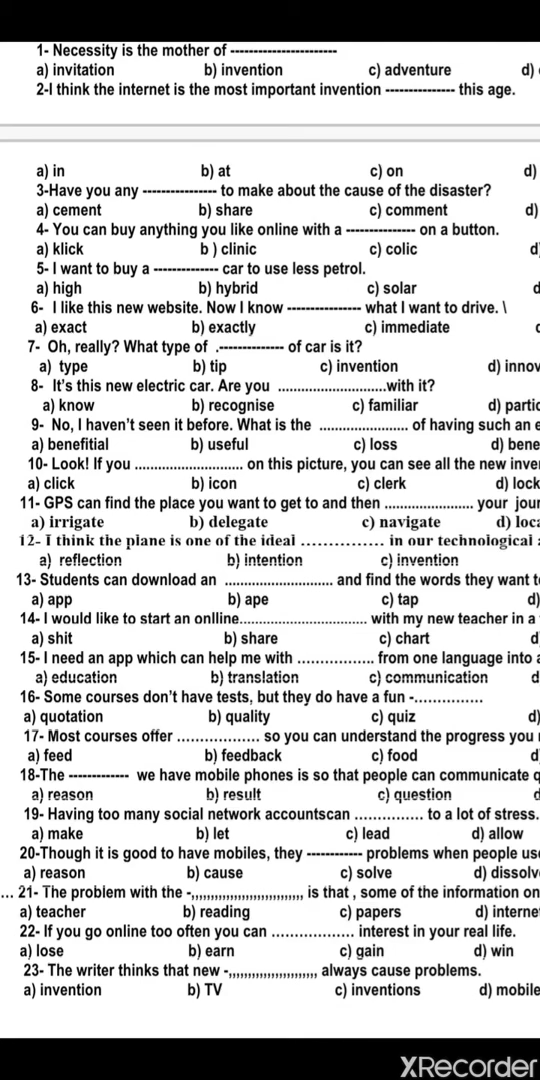 1- Necessity is the mother of -----------------------
a) invitation b) invention c) adventure d)
2-I think the internet is the most important invention --------------- this age.
a) in b) at c) on d)
3-Have you any ---------------- to make about the cause of the disaster?
a) cement b) share c) comment d)
4- You can buy anything you like online with a --------------- on a button.
a) klick b ) clinic c) colic d
5- I want to buy a -------------- car to use less petrol.
a) high b) hybrid c) solar
6- I like this new website. Now I know ---------------- what I want to drive. \
a) exact b) exactly c) immediate
7- Oh, really? What type of .-------------- of car is it?
a) type b) tip c) invention d) innov
8- It's this new electric car. Are you ...........................with it?
a) know b) recognise c) familiar d) partic
9- No, I haven't seen it before. What is the ...................... of having such an e
a) benefitial b) useful c) loss d) bene
10- Look! If you ........................... on this picture, you can see all the new inve
a) click b) icon c) clerk d) lock
11- GPS can find the place you want to get to and then ...................... your jour
a) irrigate b) delegate c) navigate d) loca
12- I think the plane is one of the ideal .................. in our technological
a) reflection b) intention c) invention
13- Students can download an ........................... and find the words they want t
a) app b) ape c) tap d)
14- I would like to start an onlline................................ with my new teacher in a
a) shit b) share c) chart d
15- I need an app which can help me with ................... from one language into a
a) education b) translation c) communication d
16- Some courses don't have tests, but they do have a fun -.................
a) quotation b) quality c) quiz d)
17- Most courses offer .................. so you can understand the progress you
a) feed b) feedback c) food d
18-The ------------- we have mobile phones is so that people can communicate q
a) reason b) result c) question
19- Having too many social network accountscan ............... to a lot of stress.
a) make b) let c) lead d) allow
20-Though it is good to have mobiles, they ------------ problems when people us
a) reason b) cause c) solve d) dissolv
... 21- The problem with the -,,,,,,,,,,,,,,,,,,,,,,,,,,,, is that , some of the information on
a) teacher b) reading c) papers d) interne
22- If you go online too often you can .................. interest in your real life.
a) lose b) earn c) gain d) win
23- The writer thinks that new -,,,,,,,,,,,,,,,,,,,,,, always cause problems.
a) invention b) TV c) inventions d) mobile
XRecorder